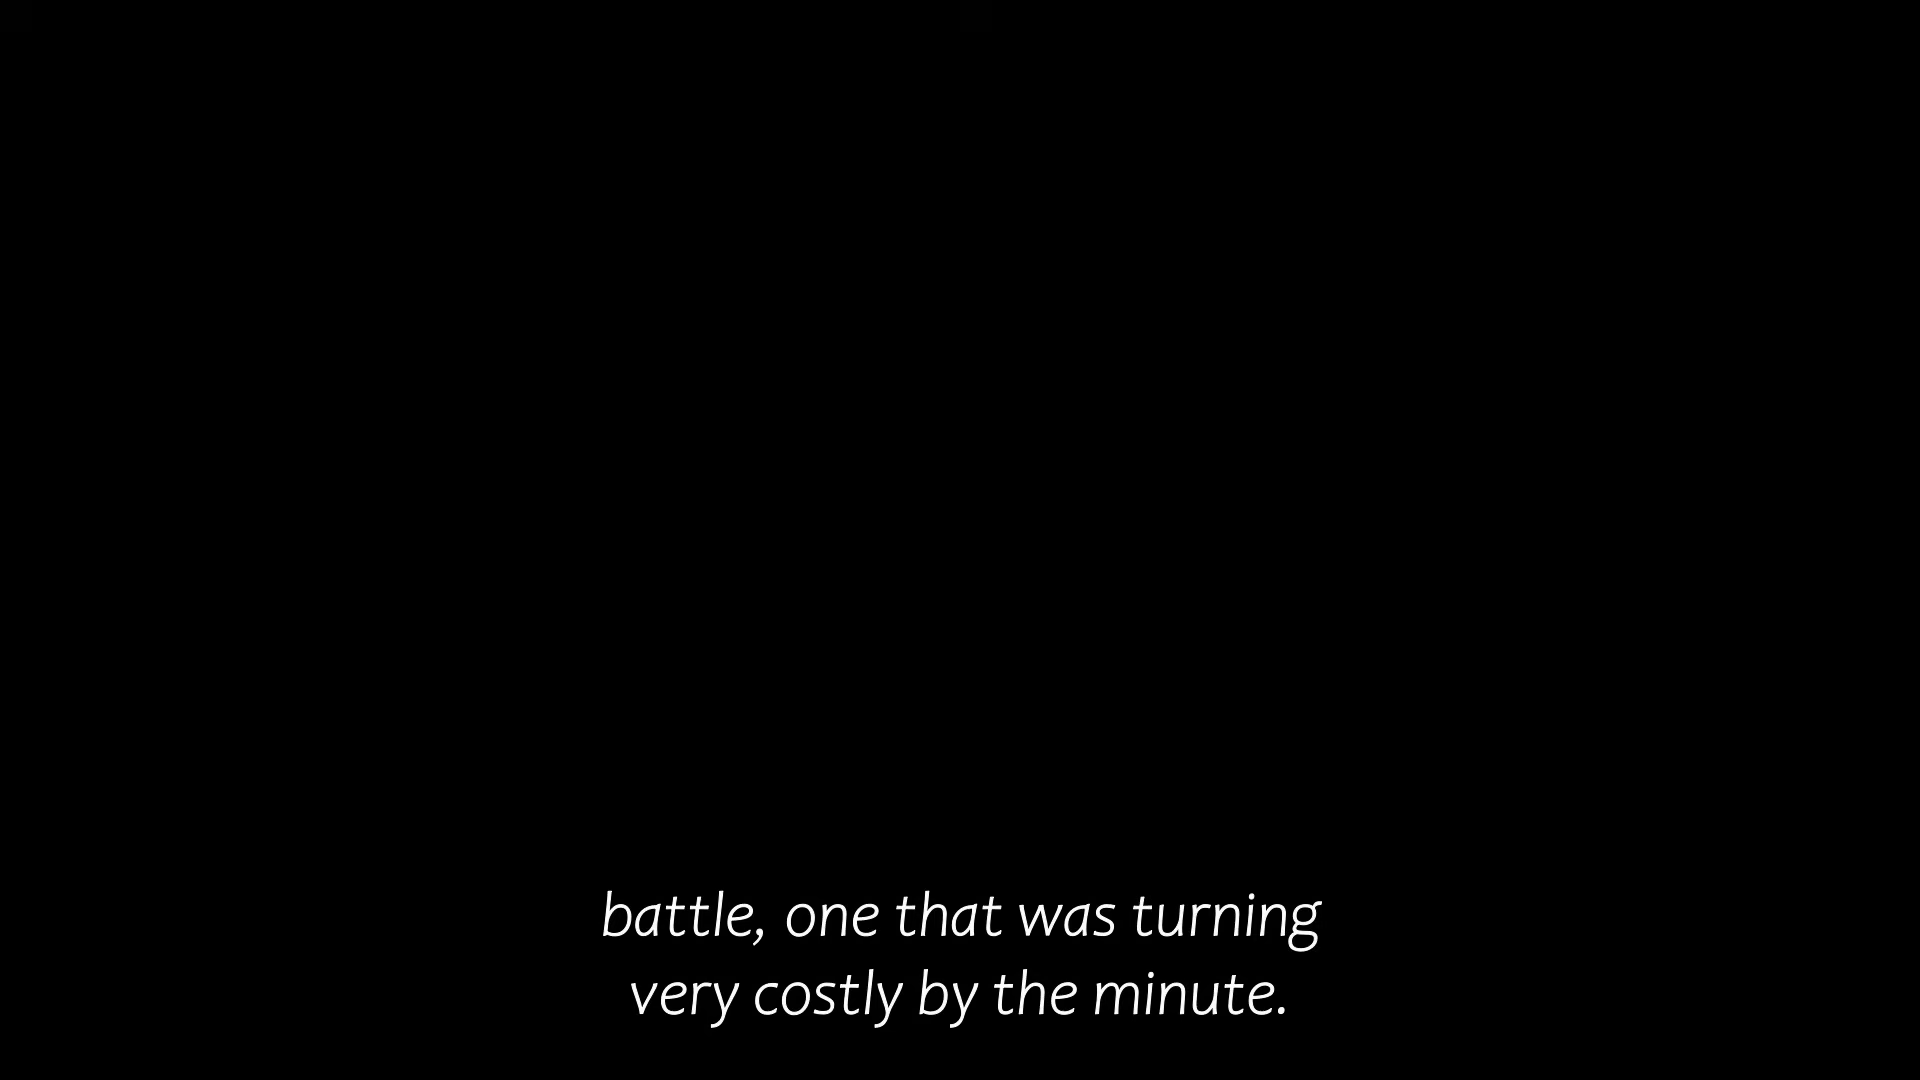 battle, one that was turning
very costly by the minute.